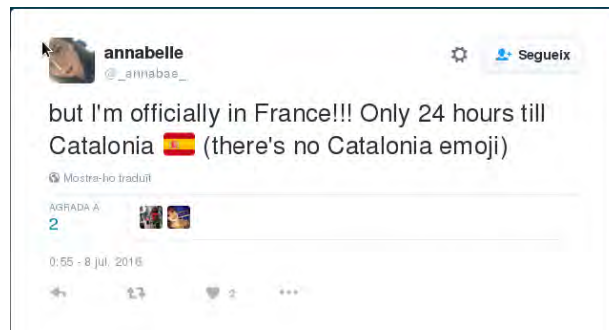 annabelle
@_annabae_
Segueix
but I'm officially in France!!! Only 24 hours till
Catalonia 🇪🇸 (there's no Catalonia emoji)
Mostra-ho traduït
AGRADA A
2
0:55 - 8 jul. 2016
2